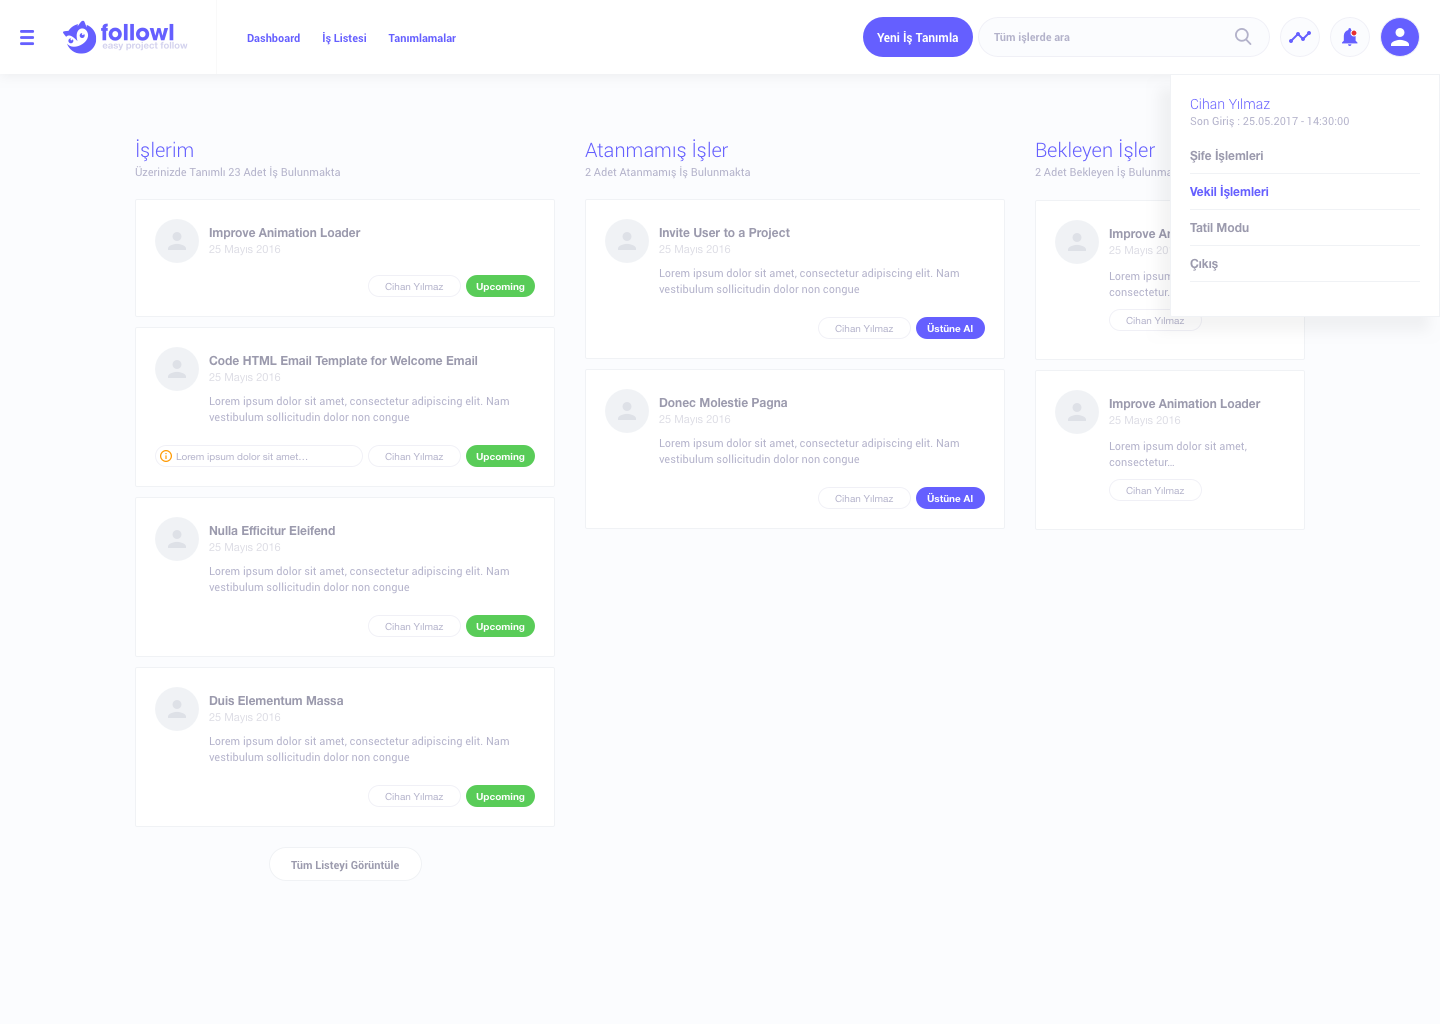 followl
easy project follow
Dashboard
İş Listesi
Tanımlamalar
Yeni İş Tanımla
Tüm işlerde ara
Cihan Yılmaz
Son Giriş : 25.05.2017 - 14:30:00
Şife İşlemleri
Vekil İşlemleri
Tatil Modu
Çıkış
İşlerim
Üzerinizde Tanımlı 23 Adet İş Bulunmakta
Improve Animation Loader
25 Mayıs 2016
Cihan Yılmaz
Upcoming
Code HTML Email Template for Welcome Email
25 Mayıs 2016
Lorem ipsum dolor sit amet, consectetur adipiscing elit. Nam
vestibulum sollicitudin dolor non congue
Lorem ipsum dolor sit amet...
Cihan Yılmaz
Upcoming
Nulla Efficitur Eleifend
25 Mayıs 2016
Lorem ipsum dolor sit amet, consectetur adipiscing elit. Nam
vestibulum sollicitudin dolor non congue
Cihan Yılmaz
Upcoming
Duis Elementum Massa
25 Mayıs 2016
Lorem ipsum dolor sit amet, consectetur adipiscing elit. Nam
vestibulum sollicitudin dolor non congue
Cihan Yılmaz
Upcoming
Tüm Listeyi Görüntüle
Atanmamış İşler
2 Adet Atanmamış İş Bulunmakta
Invite User to a Project
25 Mayıs 2016
Lorem ipsum dolor sit amet, consectetur adipiscing elit. Nam
vestibulum sollicitudin dolor non congue
Cihan Yılmaz
Üstüne Al
Donec Molestie Pagna
25 Mayıs 2016
Lorem ipsum dolor sit amet, consectetur adipiscing elit. Nam
vestibulum sollicitudin dolor non congue
Cihan Yılmaz
Üstüne Al
Bekleyen İşler
2 Adet Bekleyen İş
Improve
25 Mayıs
Lorem
consectetur.
Cihan Yılmaz
Improve Animation Loader
25 Mayıs 2016
Lorem ipsum dolor sit amet,
consectetur...
Cihan Yılmaz